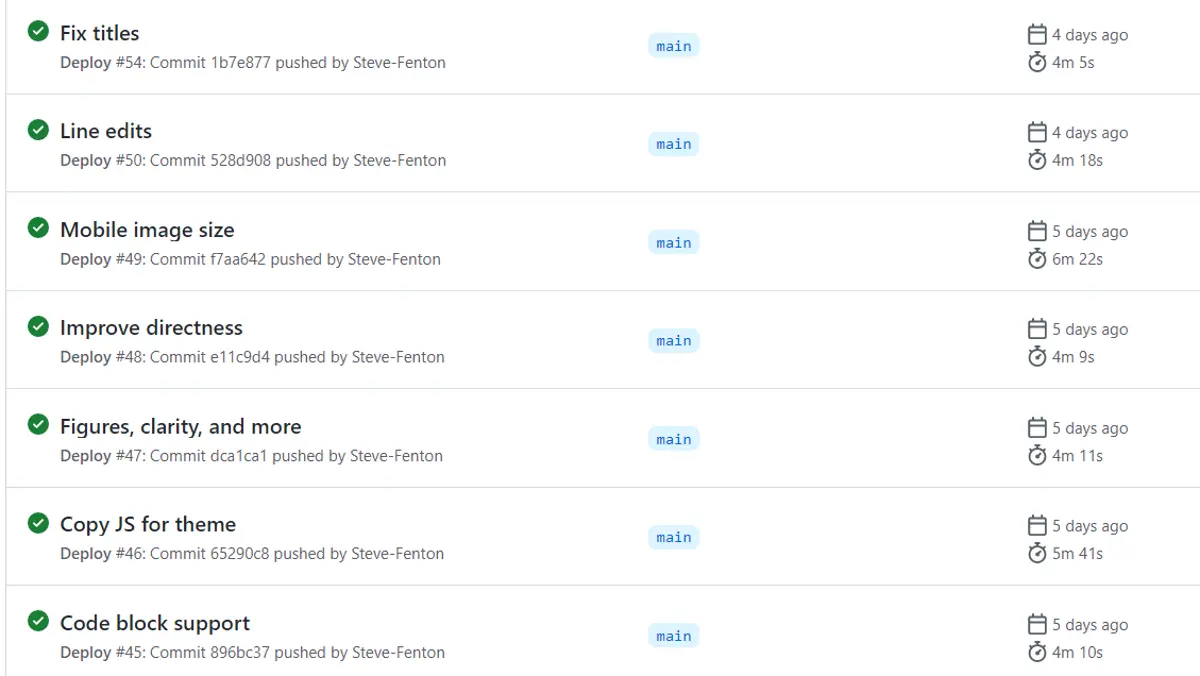 Fix titles
Deploy #54: Commit 1b7e877 pushed by Steve-Fenton
main
4 days ago
4m 5s
Line edits
Deploy #50: Commit 528d908 pushed by Steve-Fenton
main
4 days ago
4m 18s
Mobile image size
Deploy #49: Commit f7aa642 pushed by Steve-Fenton
main
5 days ago
6m 22s
Improve directness
Deploy #48: Commit e11c9d4 pushed by Steve-Fenton
main
5 days ago
4m 9s
Figures, clarity, and more
Deploy #47: Commit dca1ca1 pushed by Steve-Fenton
main
5 days ago
4m 11s
Copy JS for theme
Deploy #46: Commit 65290c8 pushed by Steve-Fenton
main
5 days ago
5m 41s
Code block support
Deploy #45: Commit 896bc37 pushed by Steve-Fenton
main
5 days ago
4m 10s